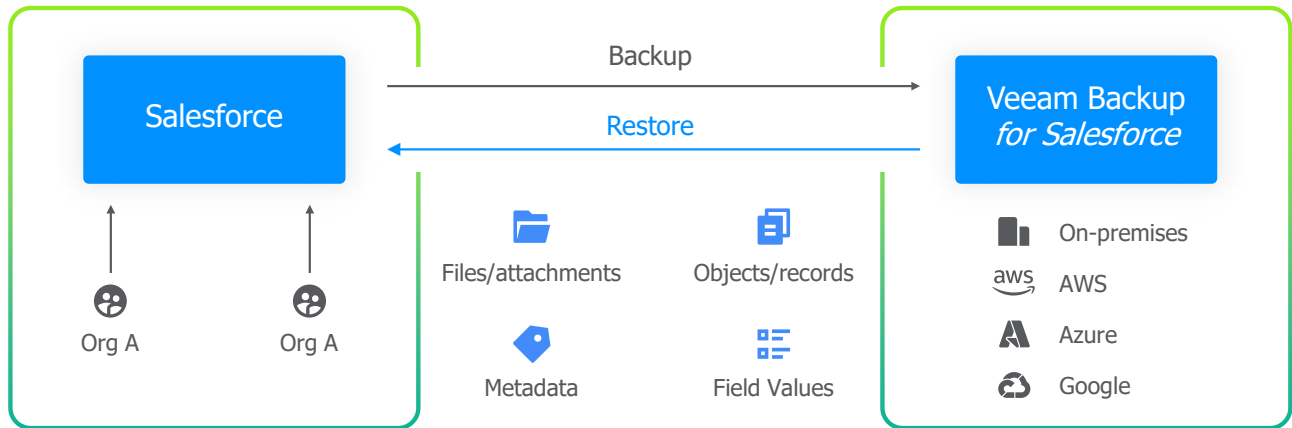 Salesforce
Org A
Org A
Backup
Restore
Files/attachments
Objects/records
Metadata
Field Values
Veeam Backup
for Salesforce
On-premises
aws
AWS
Azure
Google